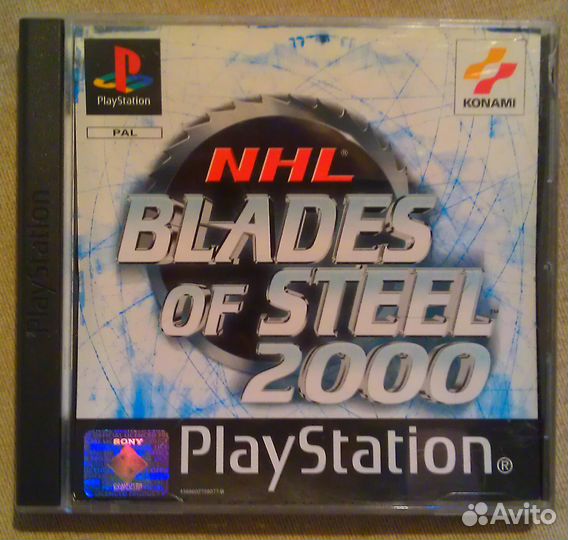 PlayStation
KONAMI
PAL
NHL®
BLADES
OF STEEL
2000
PlayStation
SONY
PlayStation®
Avito